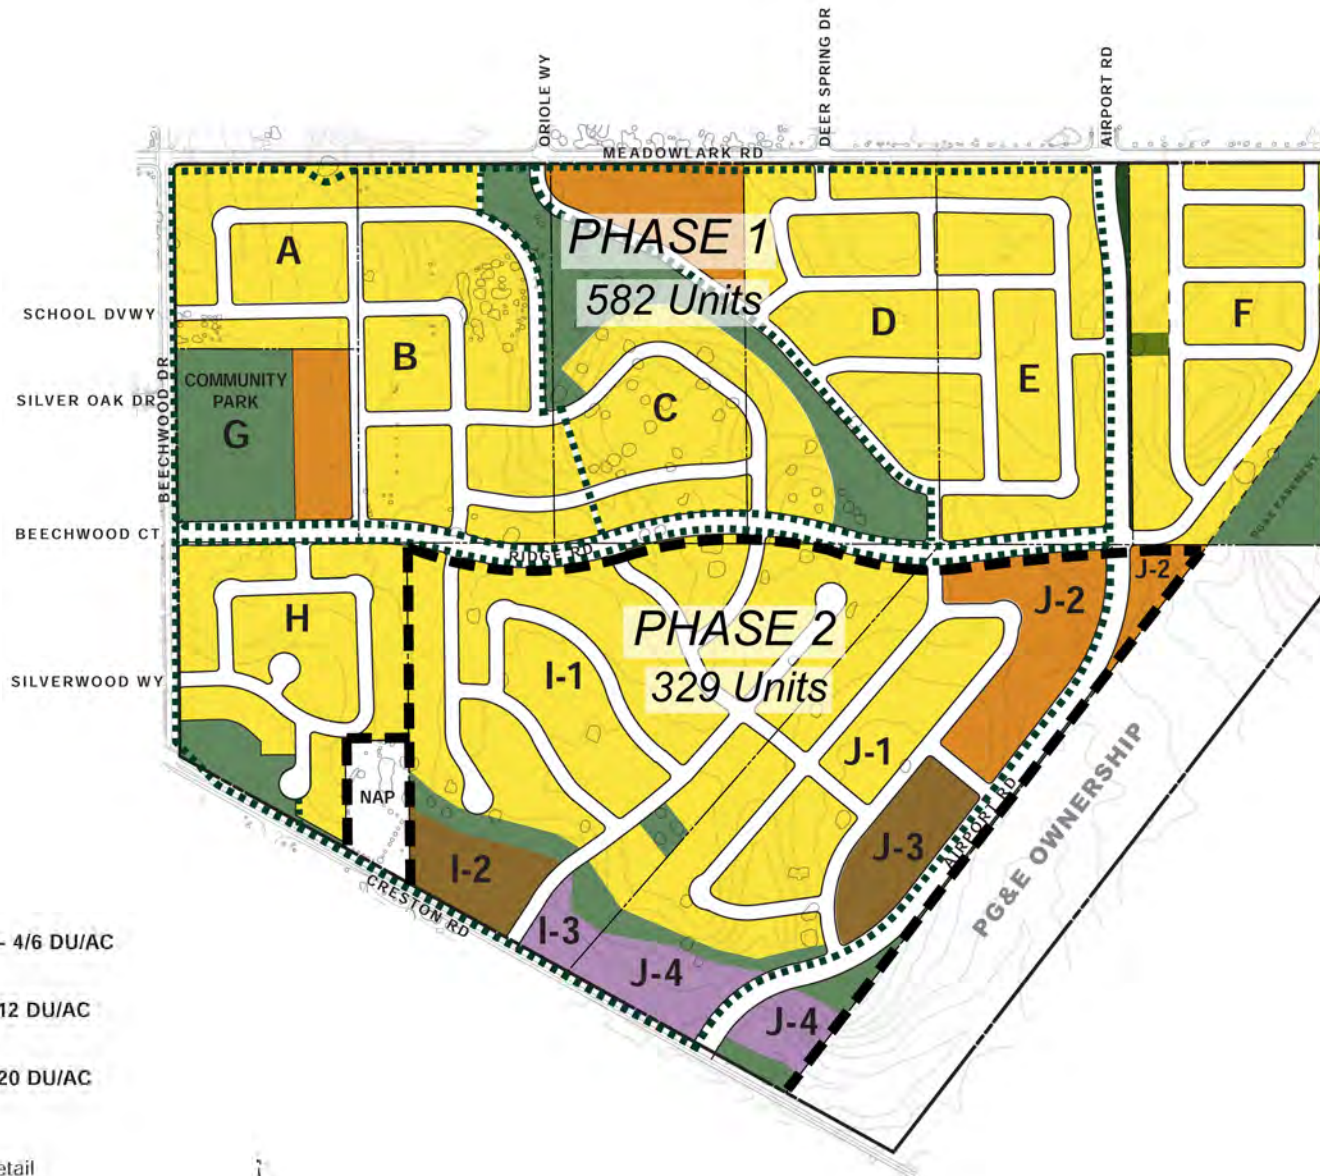 ORIOLE WY
DEER SPRING DR
AIRPORT RD
MEADOWLARK RD
PHASE 1
582 Units
A
SCHOOL DVWY
B
D
F
E
COMMUNITY
PARK
G
SILVER OAK DR
BEECHWOOD DR
C
PG&E EASEMENT
BEECHWOOD CT
RIDGE RD
J-2
J-2
H
PHASE 2
329 Units
I-1
SILVERWOOD WY
J-1
NAP
AIRPORT RD
PG&E OWNERSHIP
J-3
I-2
CRESTON RD
I-3
J-4
J-4
- 4/6 DU/AC
12 DU/AC
20 DU/AC
etail